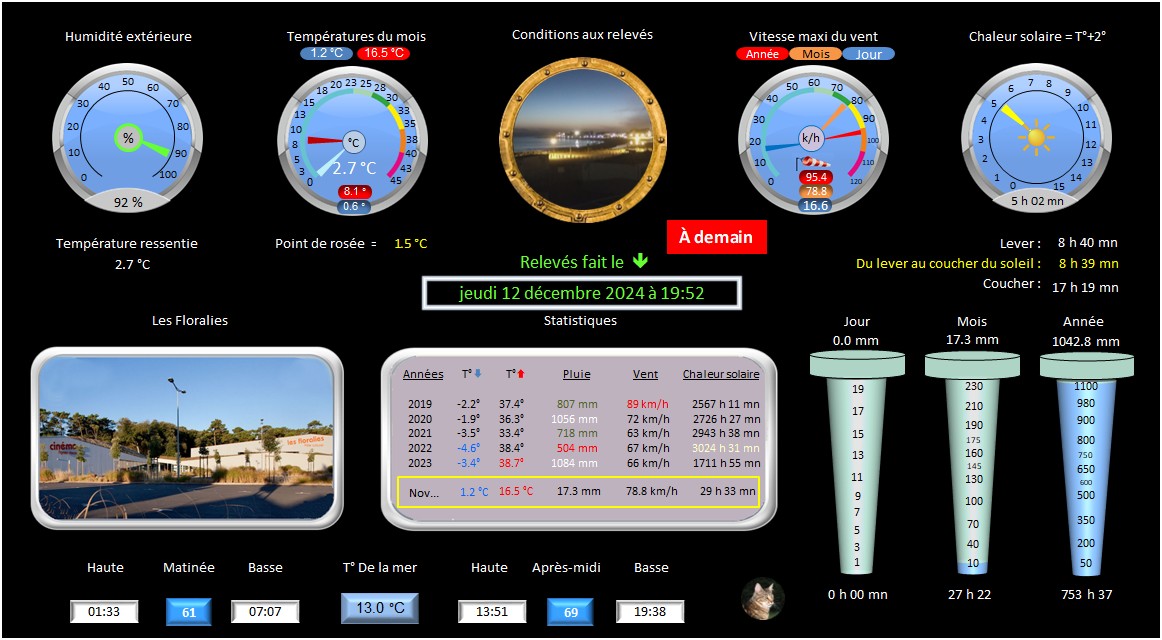 Humidité extérieure
Températures du mois
1.2 °C 16.5 °C
Conditions aux relevés
Vitesse maxi du vent
Année Mois Jour
Chaleur solaire = T°+2°
0 10 20 30 40 50 60 70 80 90 100
%
92 %
0 3 5 8 10 13 15 18 20 23 25 28 30 33 35 38 40 43 45
°C
2.7 °C
8.1 °
0.6 °
0 10 20 30 40 50 60 70 80 90 100 110 120
k/h
95.4
78.8
16.6
0 1 2 3 4 5 6 7 8 9 10 11 12 13 14 15
5 h 02 mn
Température ressentie
2.7 °C
Point de rosée = 1.5 °C
À demain
Relevés fait le
jeudi 12 décembre 2024 à 19:52
Lever : 8 h 40 mn
Du lever au coucher du soleil : 8 h 39 mn
Coucher : 17 h 19 mn
Les Floralies
cinéma
les floralies
Statistiques
Années T° T° Pluie Vent Chaleur solaire
2019 -2.2° 37.4° 807 mm 89 km/h 2567 h 11 mn
2020 -1.9° 36.3° 1056 mm 72 km/h 2726 h 27 mn
2021 -3.5° 33.4° 718 mm 63 km/h 2943 h 38 mn
2022 -4.6° 38.4° 504 mm 67 km/h 3024 h 31 mn
2023 -3.4° 38.7° 1084 mm 66 km/h 1711 h 55 mn
Nov... 1.2 °C 16.5 °C 17.3 mm 78.8 km/h 29 h 33 mn
Jour
0.0 mm
19
17
15
13
11
9
7
5
3
1
0 h 00 mn
Mois
17.3 mm
230
210
190
175
160
145
130
100
70
40
10
27 h 22
Année
1042.8 mm
1100
980
900
800
750
650
600
500
350
200
50
753 h 37
Haute Matinée Basse
01:33 61 07:07
T° De la mer
13.0 °C
Haute Après-midi Basse
13:51 69 19:38